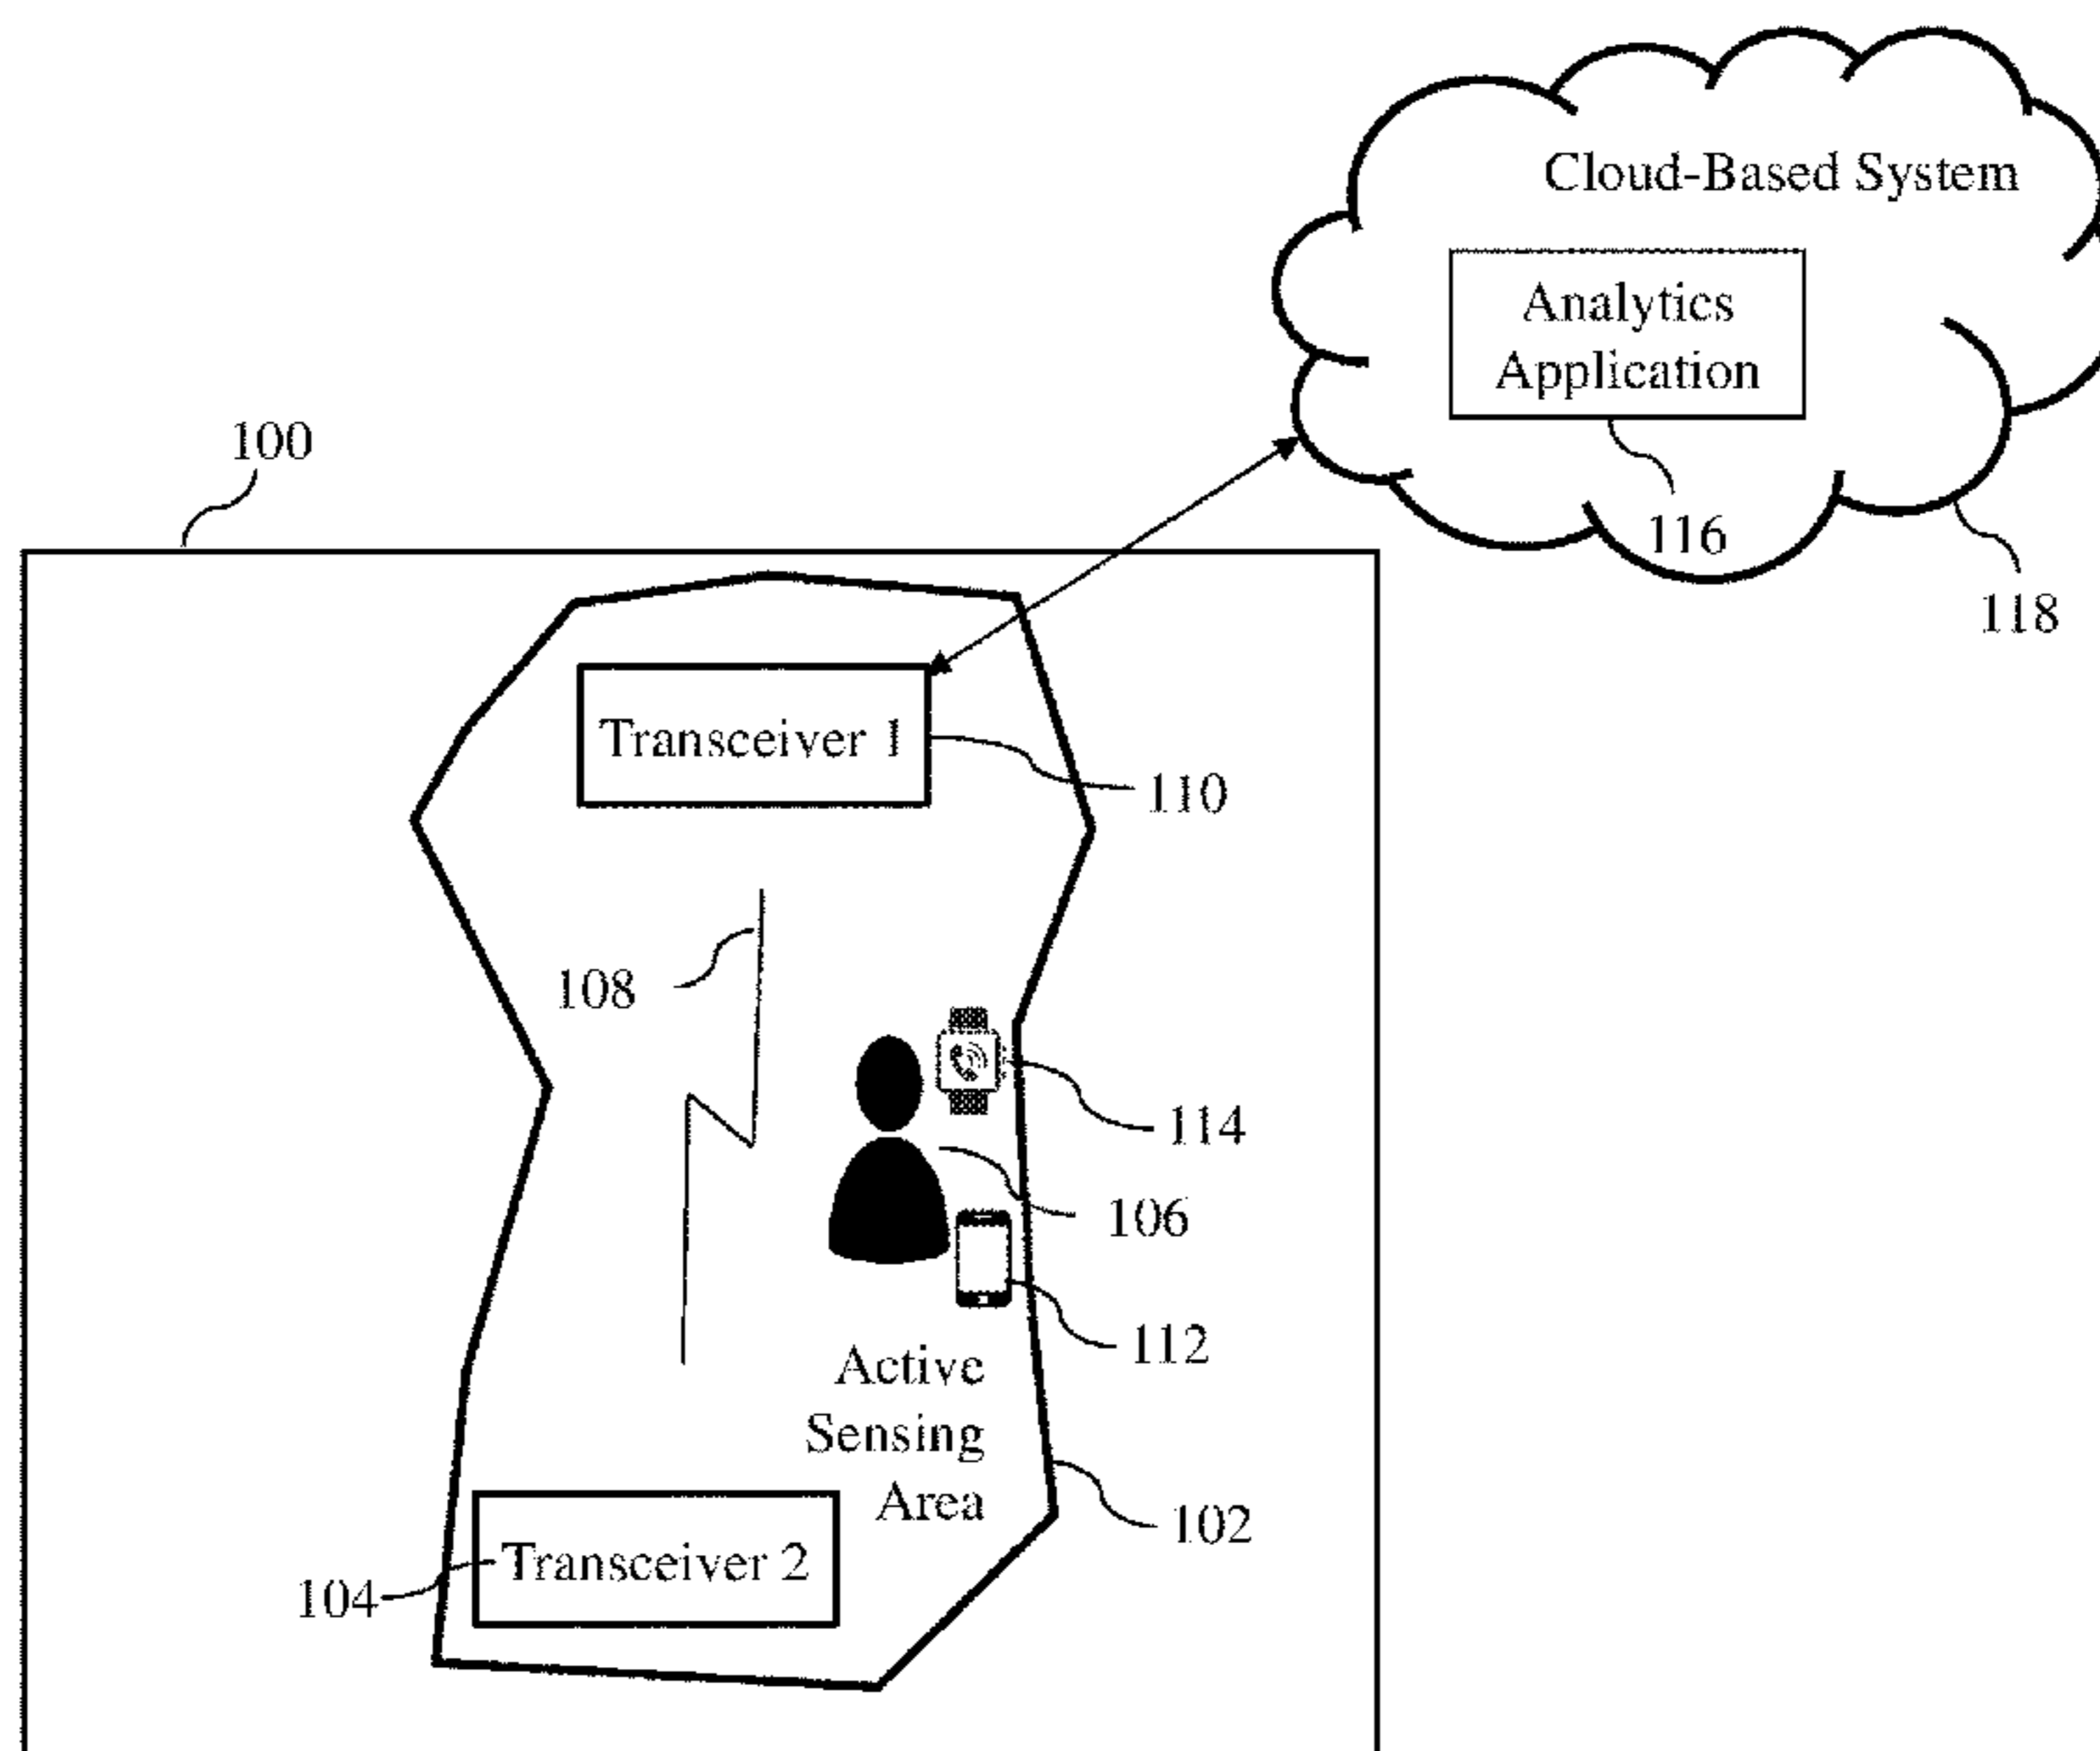 Cloud-Based System
Analytics
Application
100
116
118
Transceiver 1
110
108
114
106
112
Active
Sensing
Area
102
Transceiver 2
104